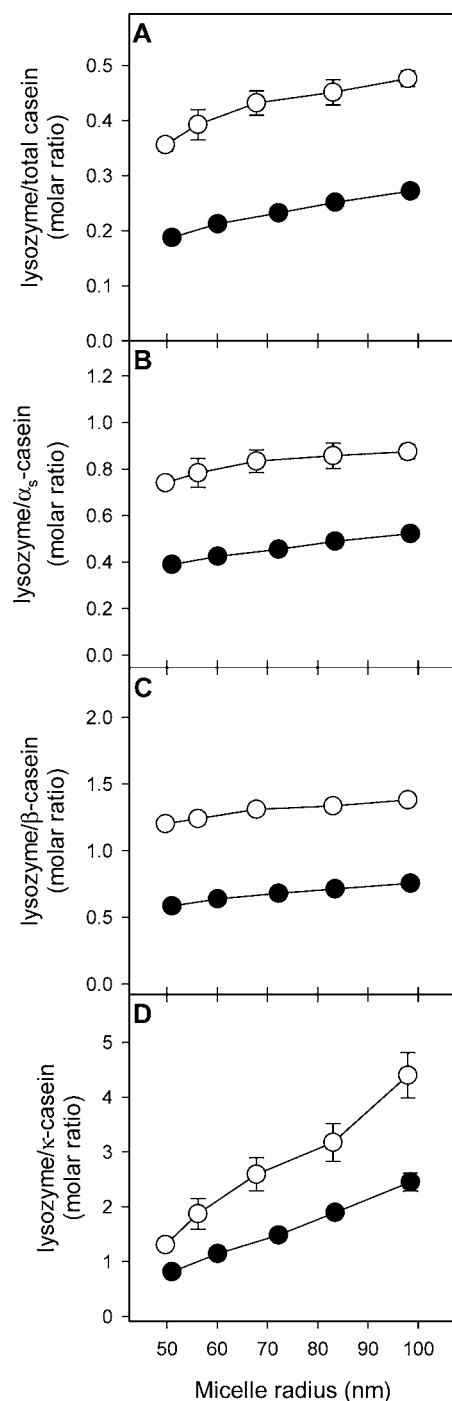 A
lysozyme/total casein
(molar ratio)
0.5
0.4
0.3
0.2
0.1
0.0
B
lysozyme/αs-casein
(molar ratio)
1.2
1.0
0.8
0.6
0.4
0.2
0.0
C
lysozyme/β-casein
(molar ratio)
2.0
1.5
1.0
0.5
0.0
D
lysozyme/κ-casein
(molar ratio)
5
4
3
2
1
0
50 60 70 80 90 100
Micelle radius (nm)